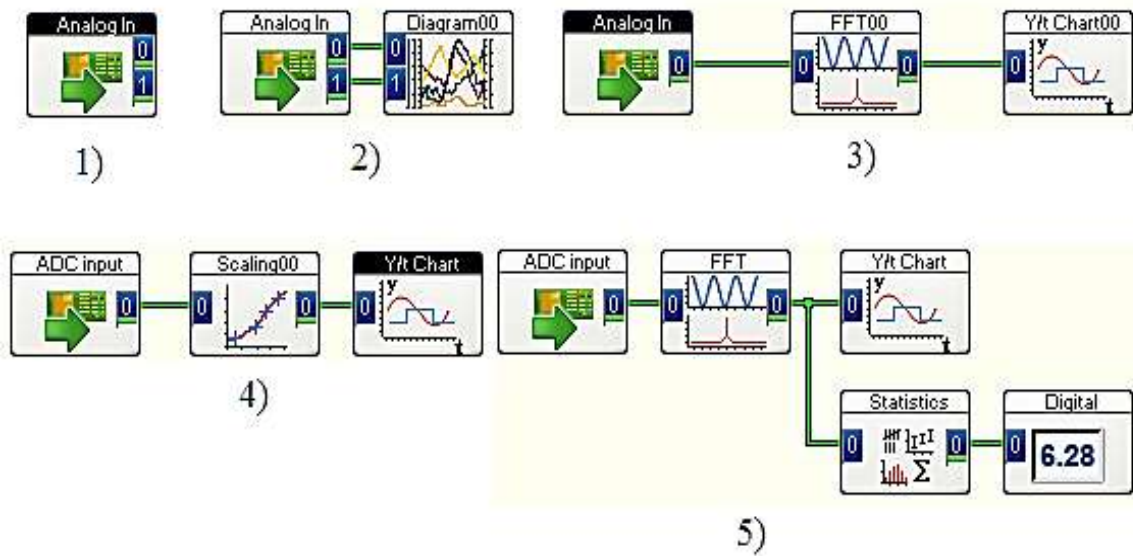 Analog In
0
1
1)
Analog In
0
1
Diagram00
0
1
2)
Analog In
0
FFT00
0
0
Y/t Chart00
0
y
t
3)
ADC input
0
Scaling00
0
0
Y/t Chart
0
y
t
4)
ADC input
0
FFT
0
0
Y/t Chart
0
y
t
Statistics
0
Σ
0
Digital
0
6.28
5)